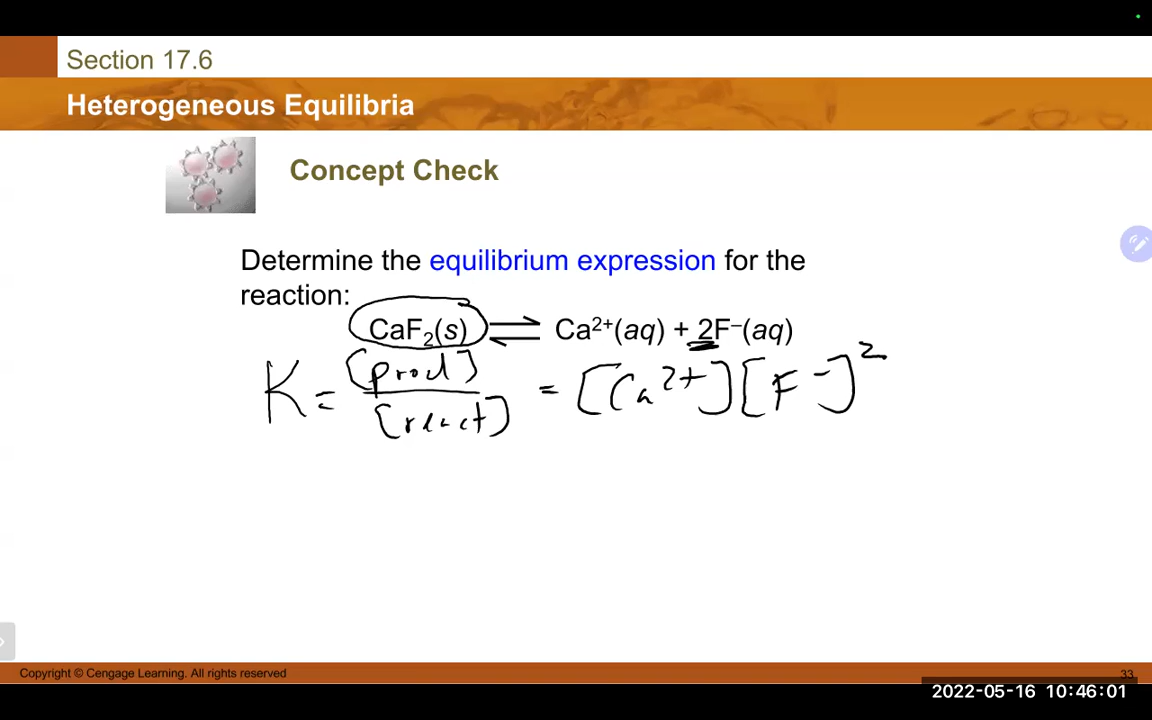 Section 17.6
Heterogeneous Equilibria
Concept Check
Determine the equilibrium expression for the
reaction:
CaF₂(s) ⇌ Ca²⁺(aq) + 2F⁻(aq)
K = [prod] / [react] = [Ca²⁺][F⁻]²
Copyright © Cengage Learning. All rights reserved
33
2022-05-16 10:46:01